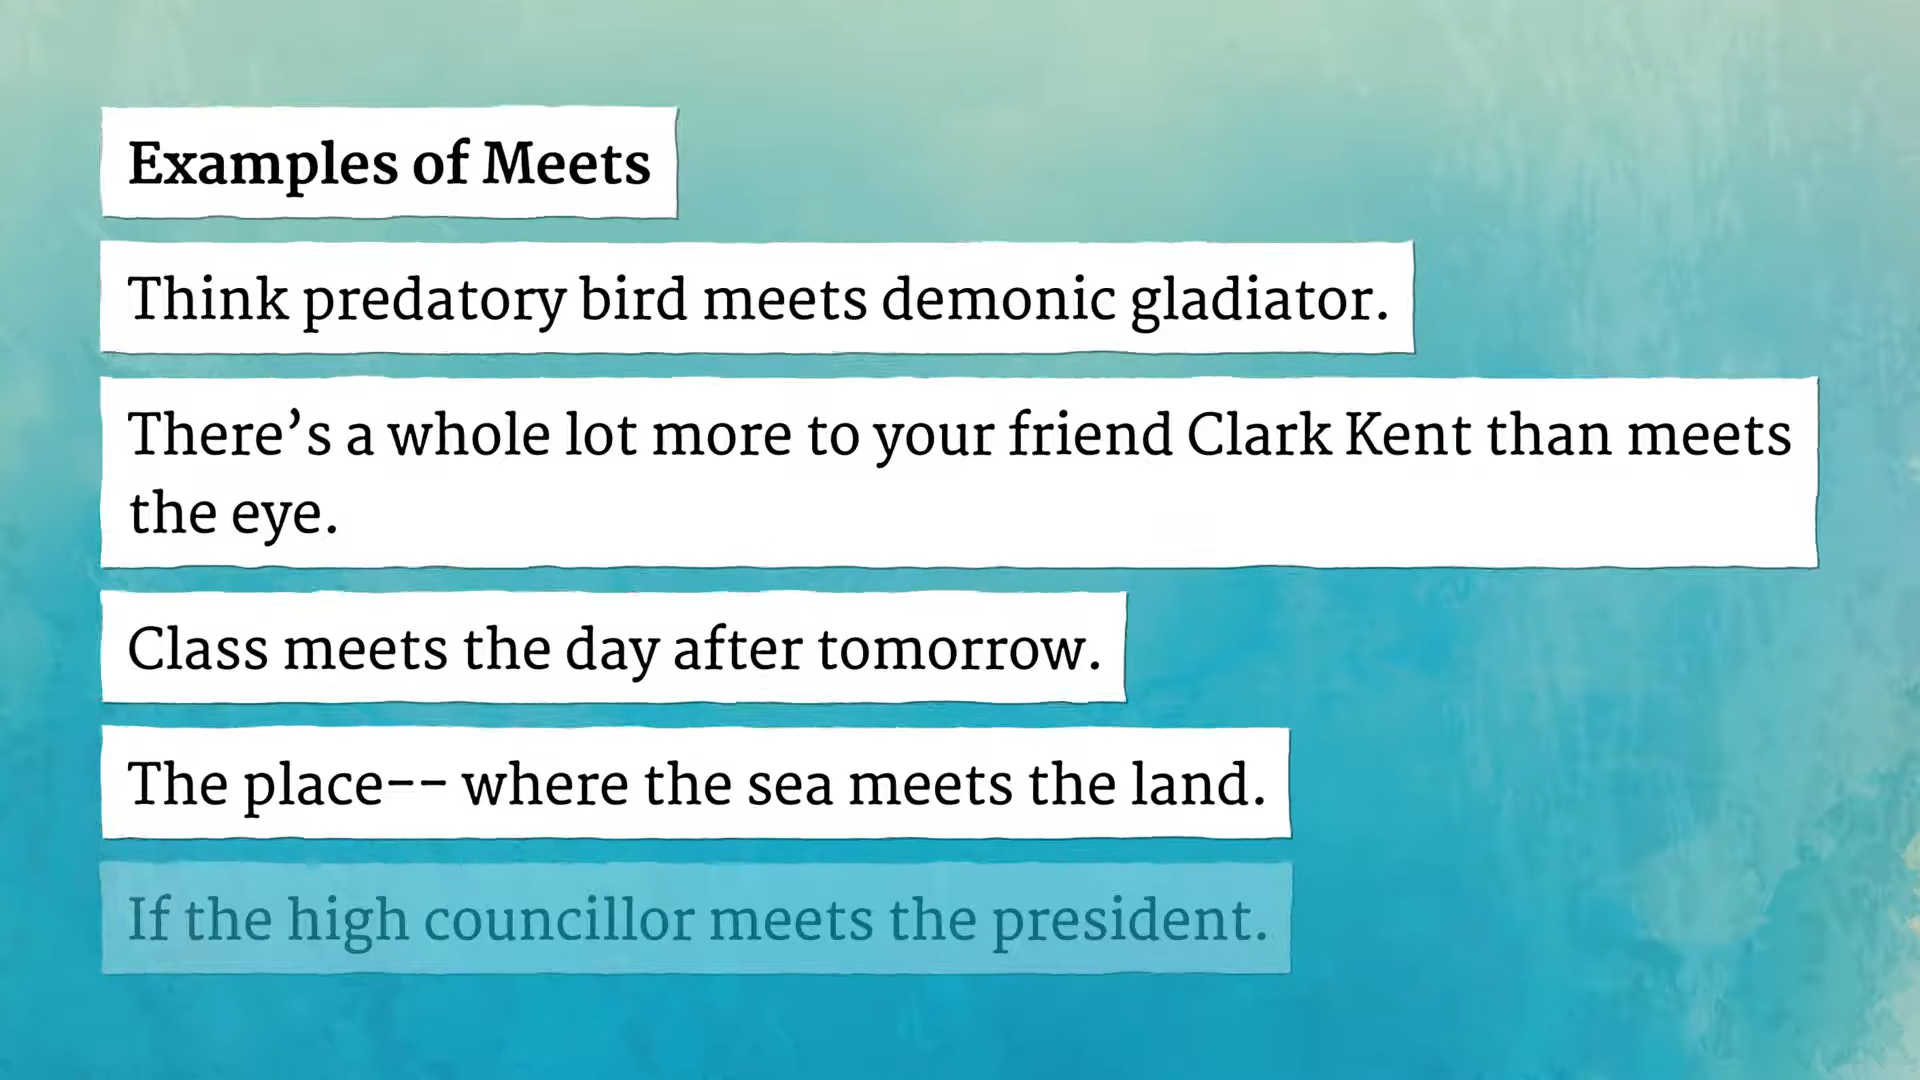 Examples of Meets
Think predatory bird meets demonic gladiator.
There’s a whole lot more to your friend Clark Kent than meets
the eye.
Class meets the day after tomorrow.
The place-- where the sea meets the land.
If the high councillor meets the president.